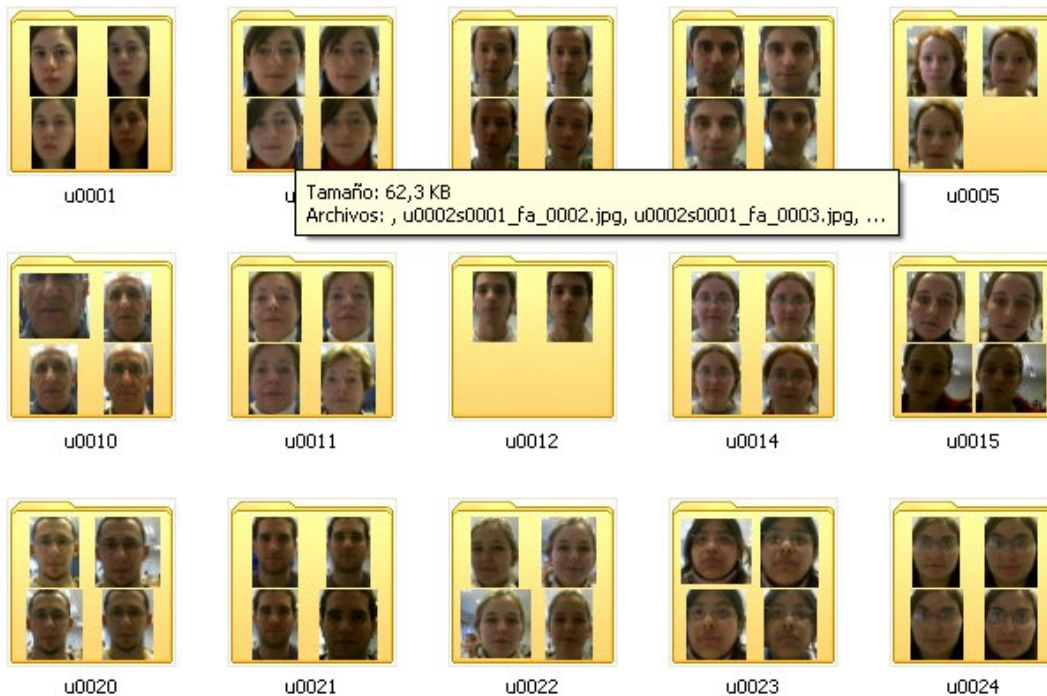 u0001
u
u0005
Tamaño: 62,3 KB
Archivos: , u0002s0001_fa_0002.jpg, u0002s0001_fa_0003.jpg, ...
u0010
u0011
u0012
u0014
u0015
u0020
u0021
u0022
u0023
u0024